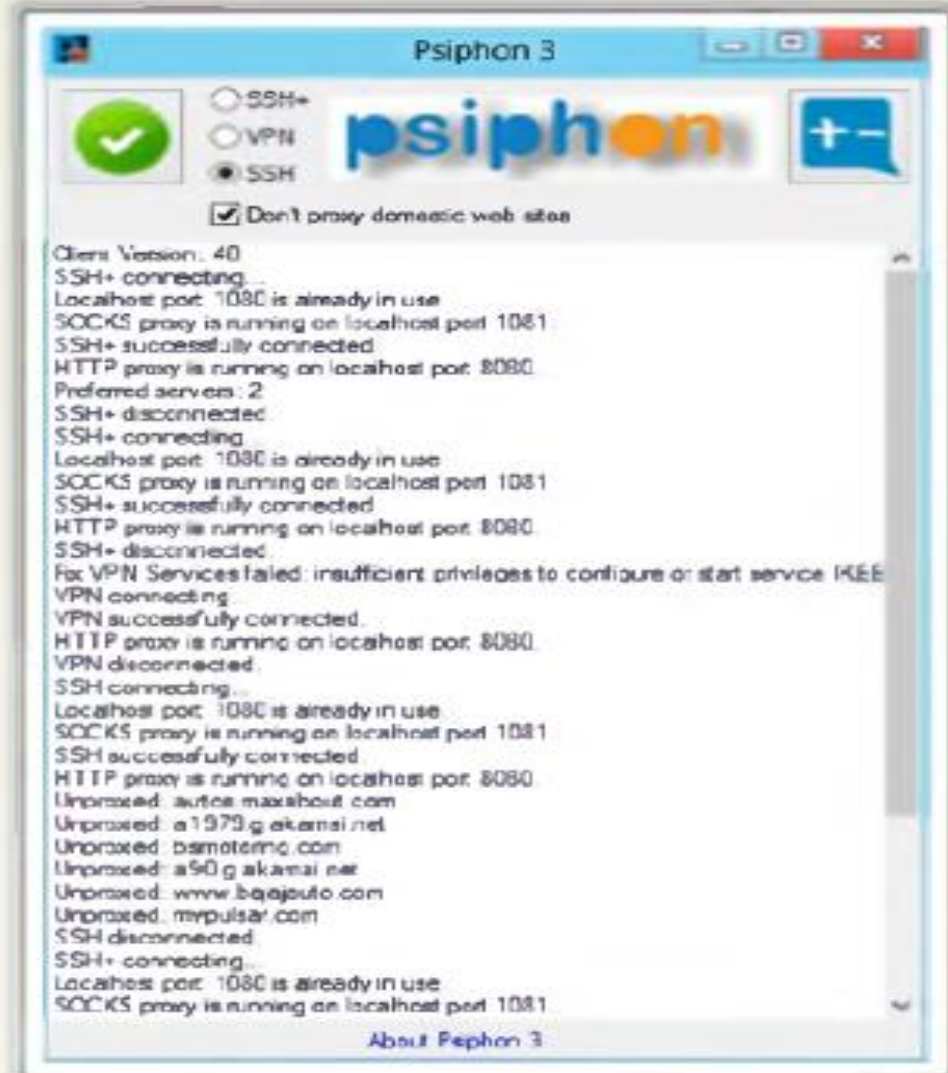 Psiphon 3
SSH+
VPN
SSH
psiphon
Don't proxy domestic web sites
Client Version: 40
SSH+ connecting...
Localhost port 1080 is already in use.
SOCKS proxy is running on localhost port 1081.
SSH+ successfully connected.
HTTP proxy is running on localhost port 8080.
Preferred servers: 2
SSH+ disconnected.
SSH+ connecting...
Localhost port 1080 is already in use.
SOCKS proxy is running on localhost port 1081.
SSH+ successfully connected.
HTTP proxy is running on localhost port 8080.
SSH+ disconnected.
Fix VPN Services failed: insufficient privileges to configure or start service IKEE
VPN connecting...
VPN successfully connected.
HTTP proxy is running on localhost port 8080.
VPN disconnected.
SSH connecting...
Localhost port 1080 is already in use.
SOCKS proxy is running on localhost port 1081.
SSH successfully connected.
HTTP proxy is running on localhost port 8080.
Unproxied: autos.maxabout.com
Unproxied: a1979.g.akamai.net
Unproxied: bsmotoring.com
Unproxied: a90.g.akamai.net
Unproxied: www.bajajauto.com
Unproxied: mypulsar.com
SSH disconnected.
SSH+ connecting...
Localhost port 1080 is already in use.
SOCKS proxy is running on localhost port 1081.
About Psiphon 3